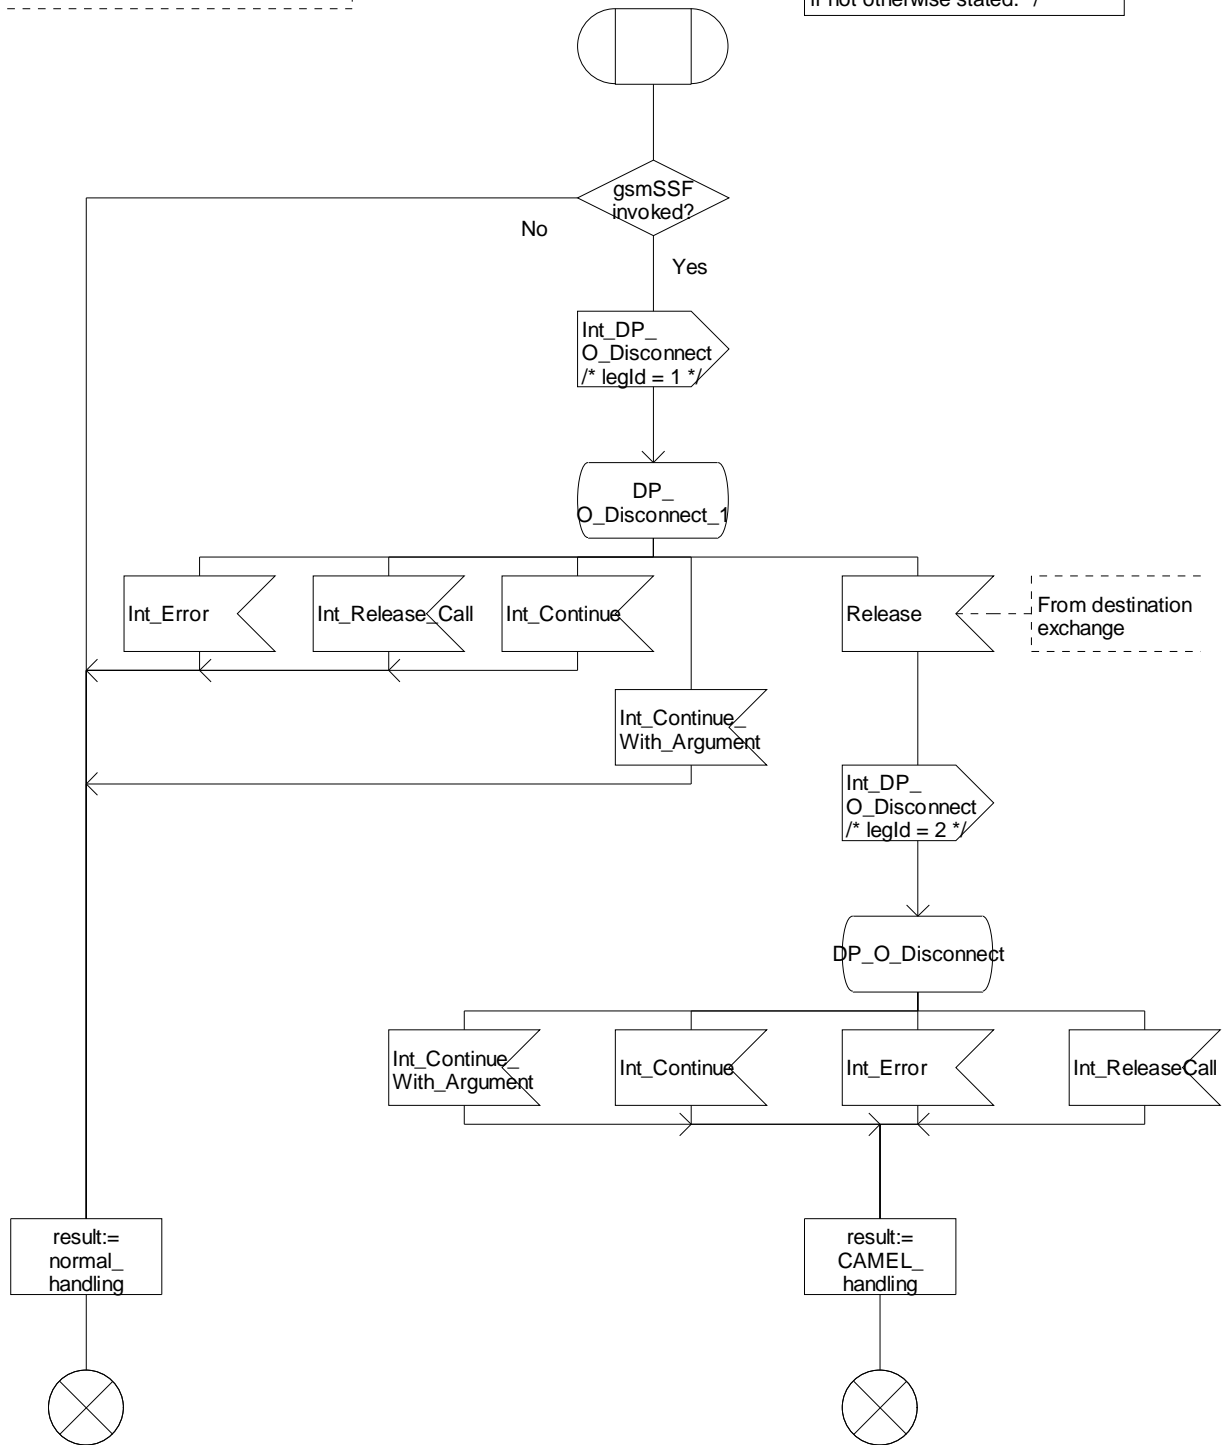 if not otherwise stated. */
gsmSSF
invoked?
No
Yes
Int_DP_
O_Disconnect
/* legId = 1 */
DP_
O_Disconnect_1
Int_Error
Int_Release_Call
Int_Continue
Release
From destination
exchange
Int_Continue_
With_Argument
Int_DP_
O_Disconnect
/* legId = 2 */
DP_O_Disconnect
Int_Continue_
With_Argument
Int_Continue
Int_Error
Int_ReleaseCall
result:=
normal_
handling
result:=
CAMEL_
handling